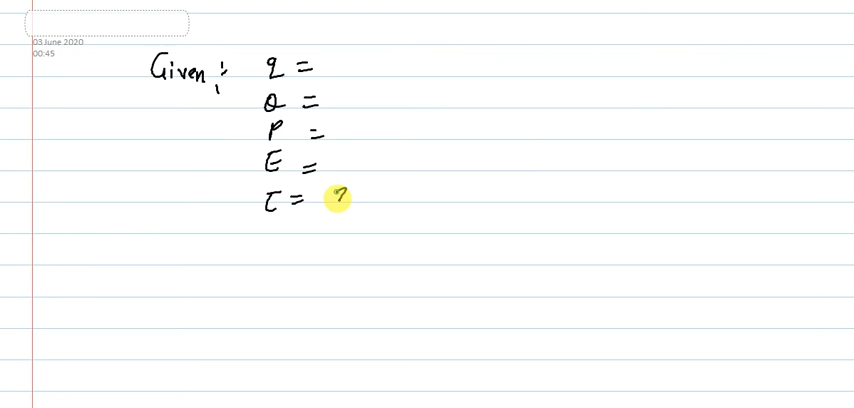 03 June 2020
00:45
Given : q =
Q =
P =
E =
τ = ?